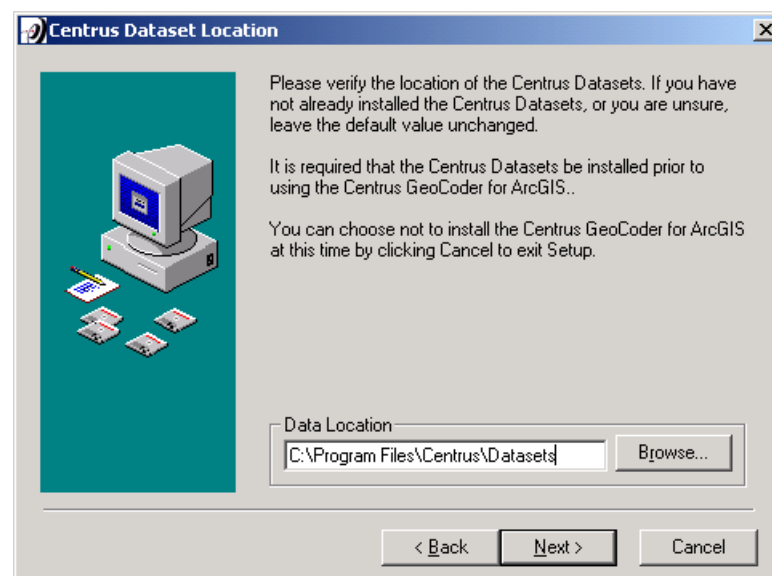 Centrus Dataset Location
Please verify the location of the Centrus Datasets. If you have
not already installed the Centrus Datasets, or you are unsure,
leave the default value unchanged.
It is required that the Centrus Datasets be installed prior to
using the Centrus GeoCoder for ArcGIS..
You can choose not to install the Centrus GeoCoder for ArcGIS
at this time by clicking Cancel to exit Setup.
Data Location
C:\Program Files\Centrus\Datasets
Browse...
< Back
Next >
Cancel